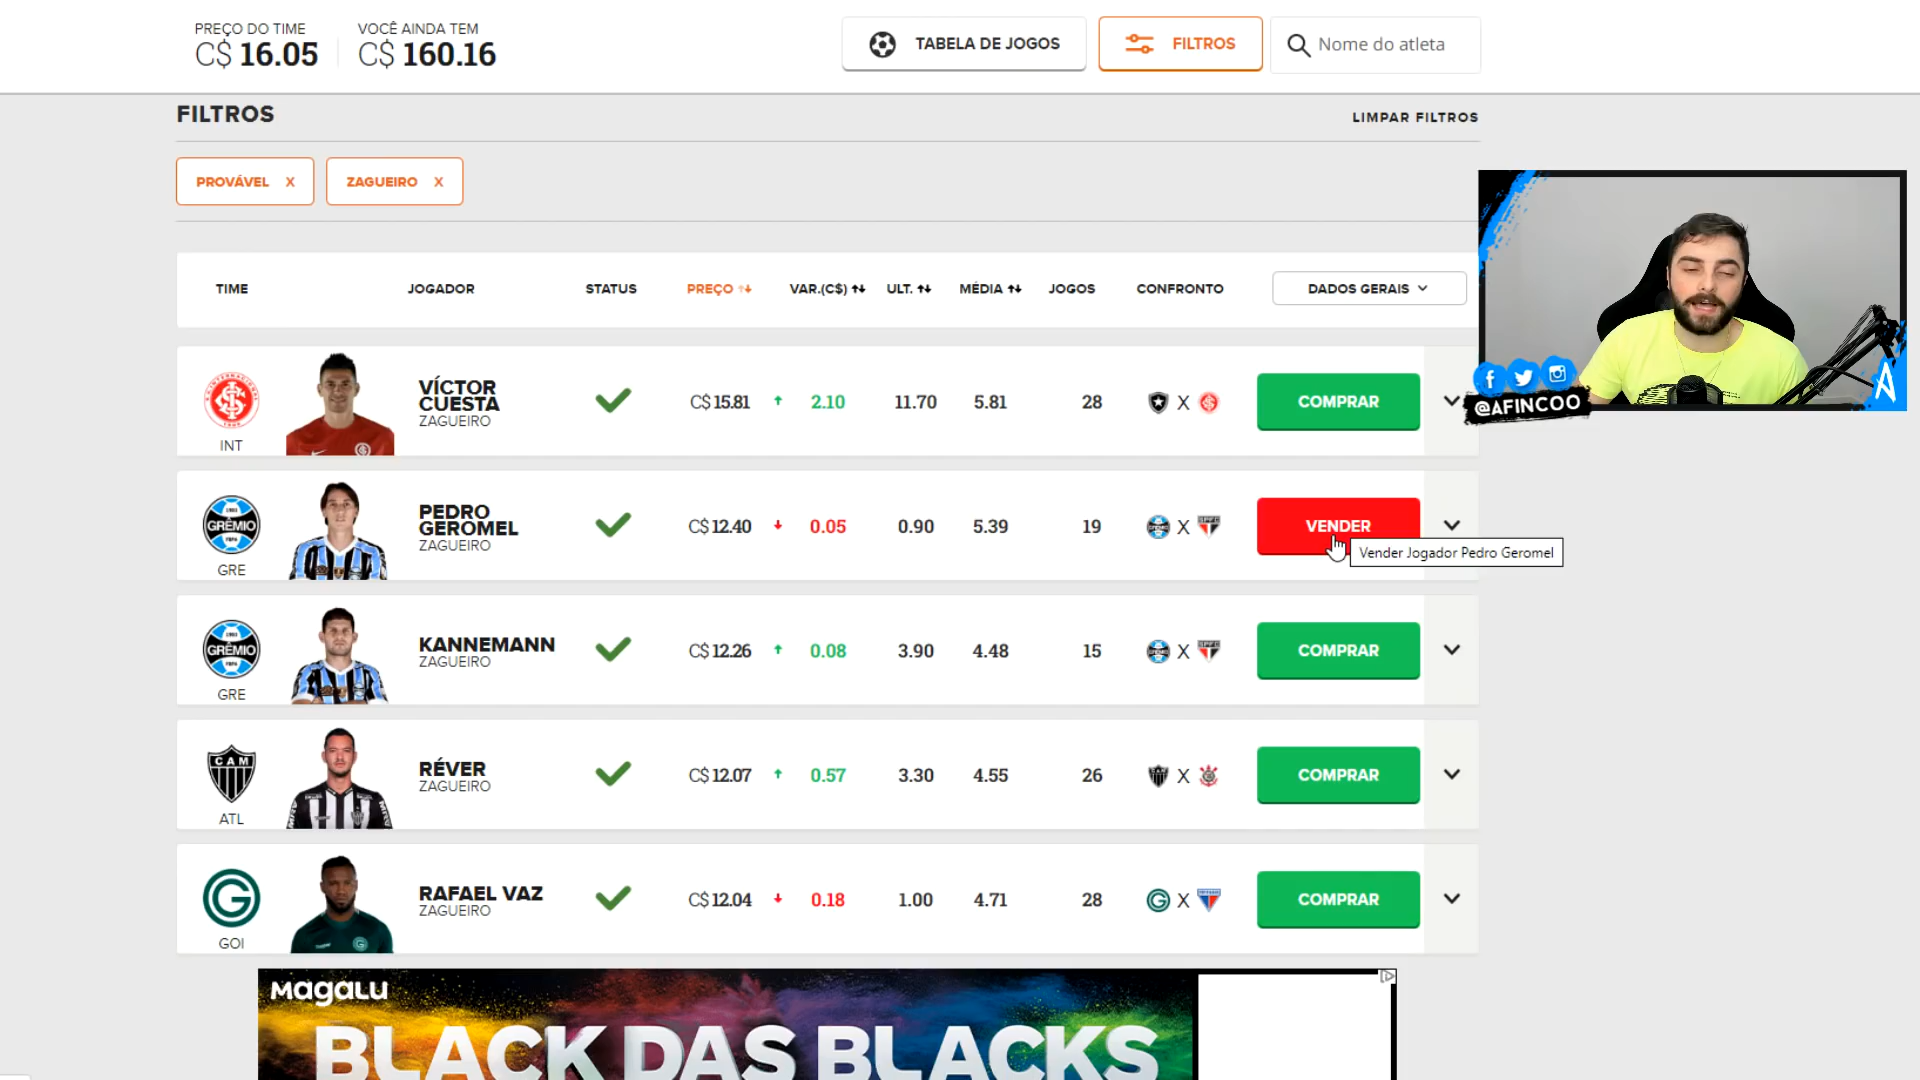 PREÇO DO TIME
C$ 16.05
VOCÊ AINDA TEM
C$ 160.16
TABELA DE JOGOS
FILTROS
Nome do atleta
FILTROS
LIMPAR FILTROS
PROVÁVEL X
ZAGUEIRO X
TIME JOGADOR STATUS PREÇO VAR.(C$) ULT. MÉDIA JOGOS CONFRONTO DADOS GERAIS
INT
VÍCTOR
CUESTA
ZAGUEIRO
C$ 15.81 2.10 11.70 5.81 28 X COMPRAR
GRÊMIO
GRE
PEDRO
GEROMEL
ZAGUEIRO
C$ 12.40 0.05 0.90 5.39 19 X VENDER
Vender Jogador Pedro Geromel
GRÊMIO
GRE
KANNEMANN
ZAGUEIRO
C$ 12.26 0.08 3.90 4.48 15 X COMPRAR
CAM
ATL
RÉVER
ZAGUEIRO
C$ 12.07 0.57 3.30 4.55 26 X COMPRAR
G
GOI
RAFAEL VAZ
ZAGUEIRO
C$ 12.04 0.18 1.00 4.71 28 X COMPRAR
@AFINCOO
MagaLu
BLACK DAS BLACKS